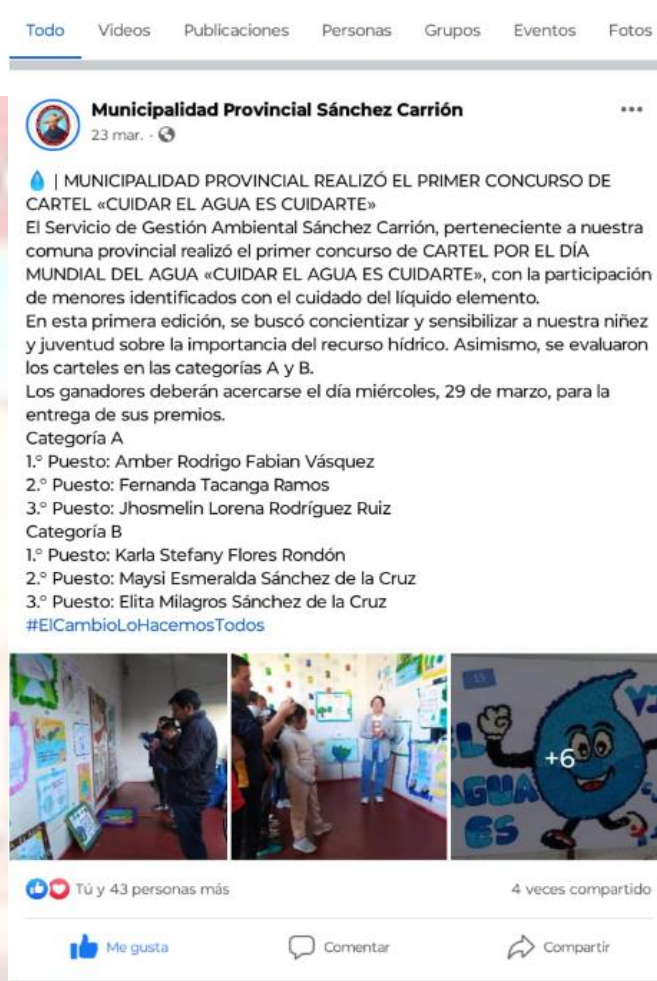 Todo Videos Publicaciones Personas Grupos Eventos Fotos
Municipalidad Provincial Sánchez Carrión
23 mar.
| MUNICIPALIDAD PROVINCIAL REALIZÓ EL PRIMER CONCURSO DE
CARTEL «CUIDAR EL AGUA ES CUIDARTE»
El Servicio de Gestión Ambiental Sánchez Carrión, perteneciente a nuestra
comuna provincial realizó el primer concurso de CARTEL POR EL DÍA
MUNDIAL DEL AGUA «CUIDAR EL AGUA ES CUIDARTE», con la participación
de menores identificados con el cuidado del líquido elemento.
En esta primera edición, se buscó concientizar y sensibilizar a nuestra niñez
y juventud sobre la importancia del recurso hídrico. Asimismo, se evaluaron
los carteles en las categorías A y B.
Los ganadores deberán acercarse el día miércoles, 29 de marzo, para la
entrega de sus premios.
Categoría A
1.º Puesto: Amber Rodrigo Fabian Vásquez
2.º Puesto: Fernanda Tacanga Ramos
3.º Puesto: Jhosmelin Lorena Rodríguez Ruiz
Categoría B
1.º Puesto: Karla Stefany Flores Rondón
2.º Puesto: Maysi Esmeralda Sánchez de la Cruz
3.º Puesto: Elita Milagros Sánchez de la Cruz
#ElCambioLoHacemosTodos
15
EL
+6
AGUA
ES
Tú y 43 personas más 4 veces compartido
Me gusta Comentar Compartir